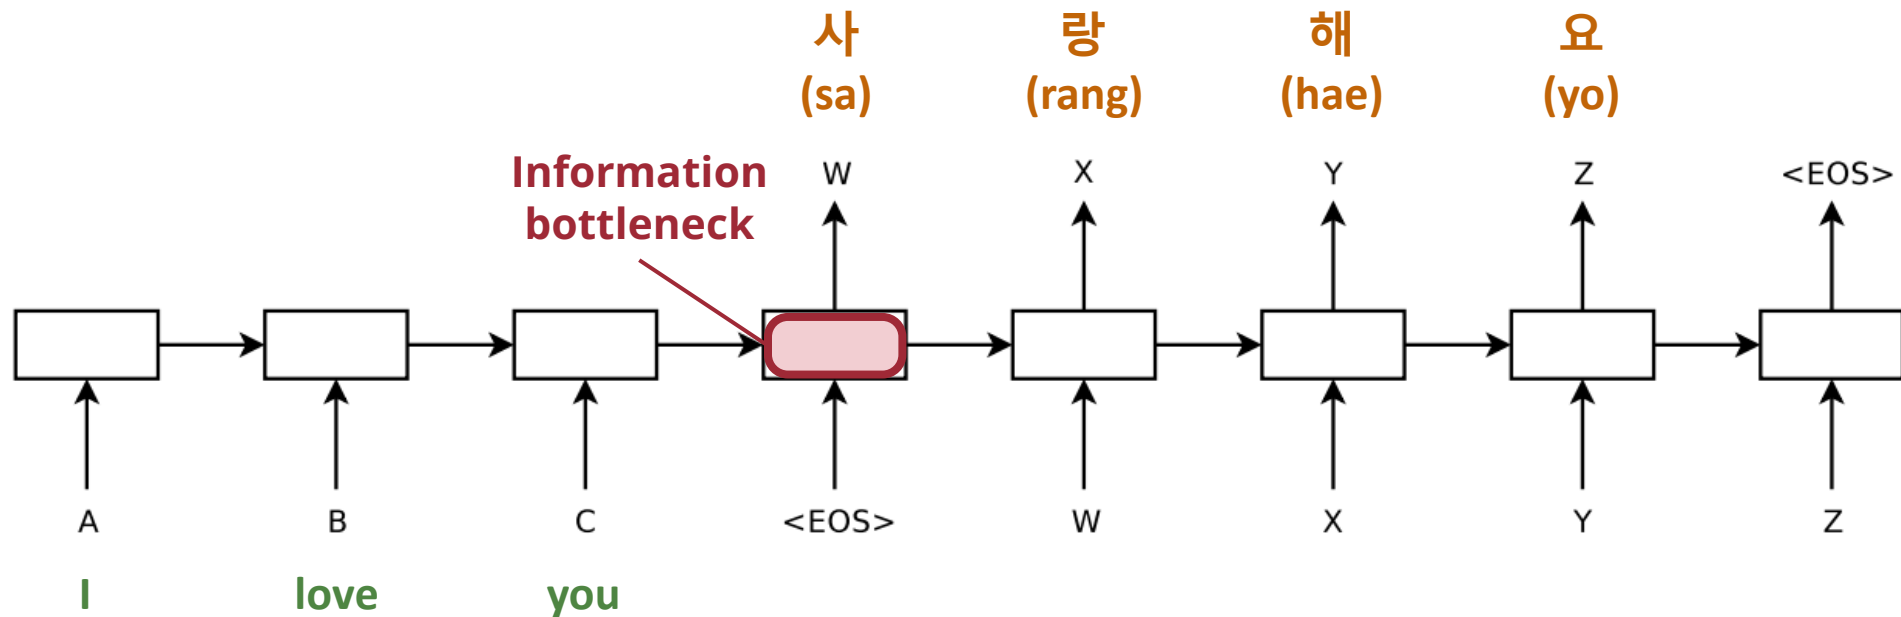 사 랑 해 요
(sa) (rang) (hae) (yo)
Information
bottleneck
W X Y Z <EOS>
A B C <EOS> W X Y Z
I love you